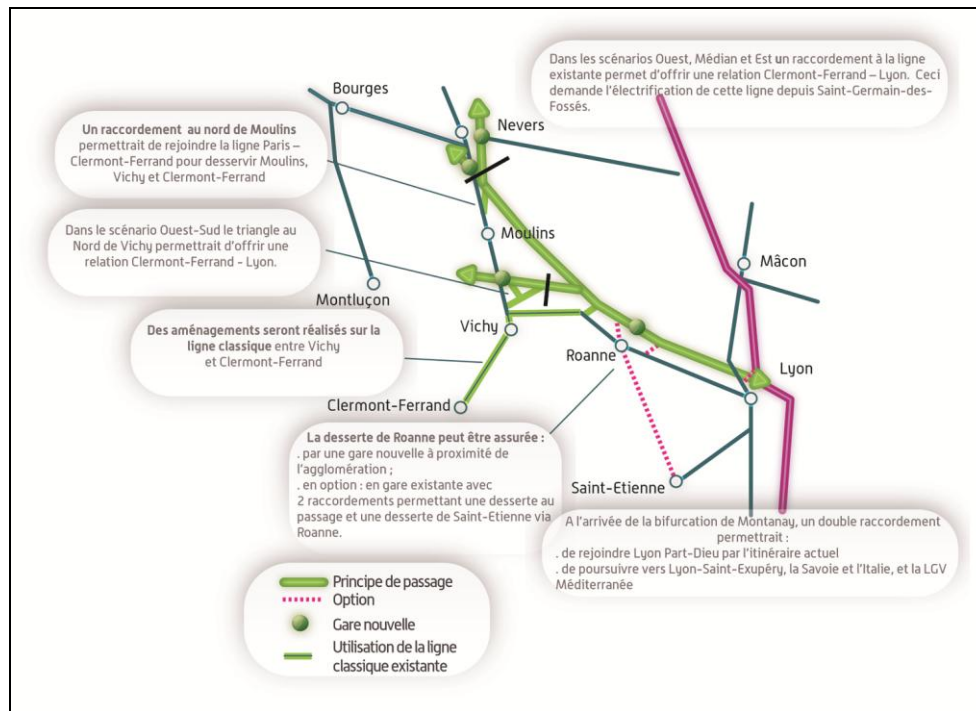 Dans les scénarios Ouest, Médian et Est un raccordement à la ligne
existante permet d'offrir une relation Clermont-Ferrand – Lyon. Ceci
demande l'électrification de cette ligne depuis Saint-Germain-des-
Fossés.
Bourges
Nevers
Un raccordement au nord de Moulins
permettrait de rejoindre la ligne Paris –
Clermont-Ferrand pour desservir Moulins,
Vichy et Clermont-Ferrand
Dans le scénario Ouest-Sud le triangle au
Nord de Vichy permettrait d'offrir une
relation Clermont-Ferrand - Lyon.
Moulins
Mâcon
Montluçon
Des aménagements seront réalisés sur la
ligne classique entre Vichy
et Clermont-Ferrand
Vichy
Roanne
Lyon
Clermont-Ferrand
La desserte de Roanne peut être assurée :
. par une gare nouvelle à proximité de
l'agglomération ;
. en option : en gare existante avec
2 raccordements permettant une desserte au
passage et une desserte de Saint-Etienne via
Roanne.
Saint-Etienne
A l'arrivée de la bifurcation de Montanay, un double raccordement
permettrait :
. de rejoindre Lyon Part-Dieu par l'itinéraire actuel
. de poursuivre vers Lyon-Saint-Exupéry, la Savoie et l'Italie, et la LGV
Méditerranée
Principe de passage
Option
Gare nouvelle
Utilisation de la ligne
classique existante